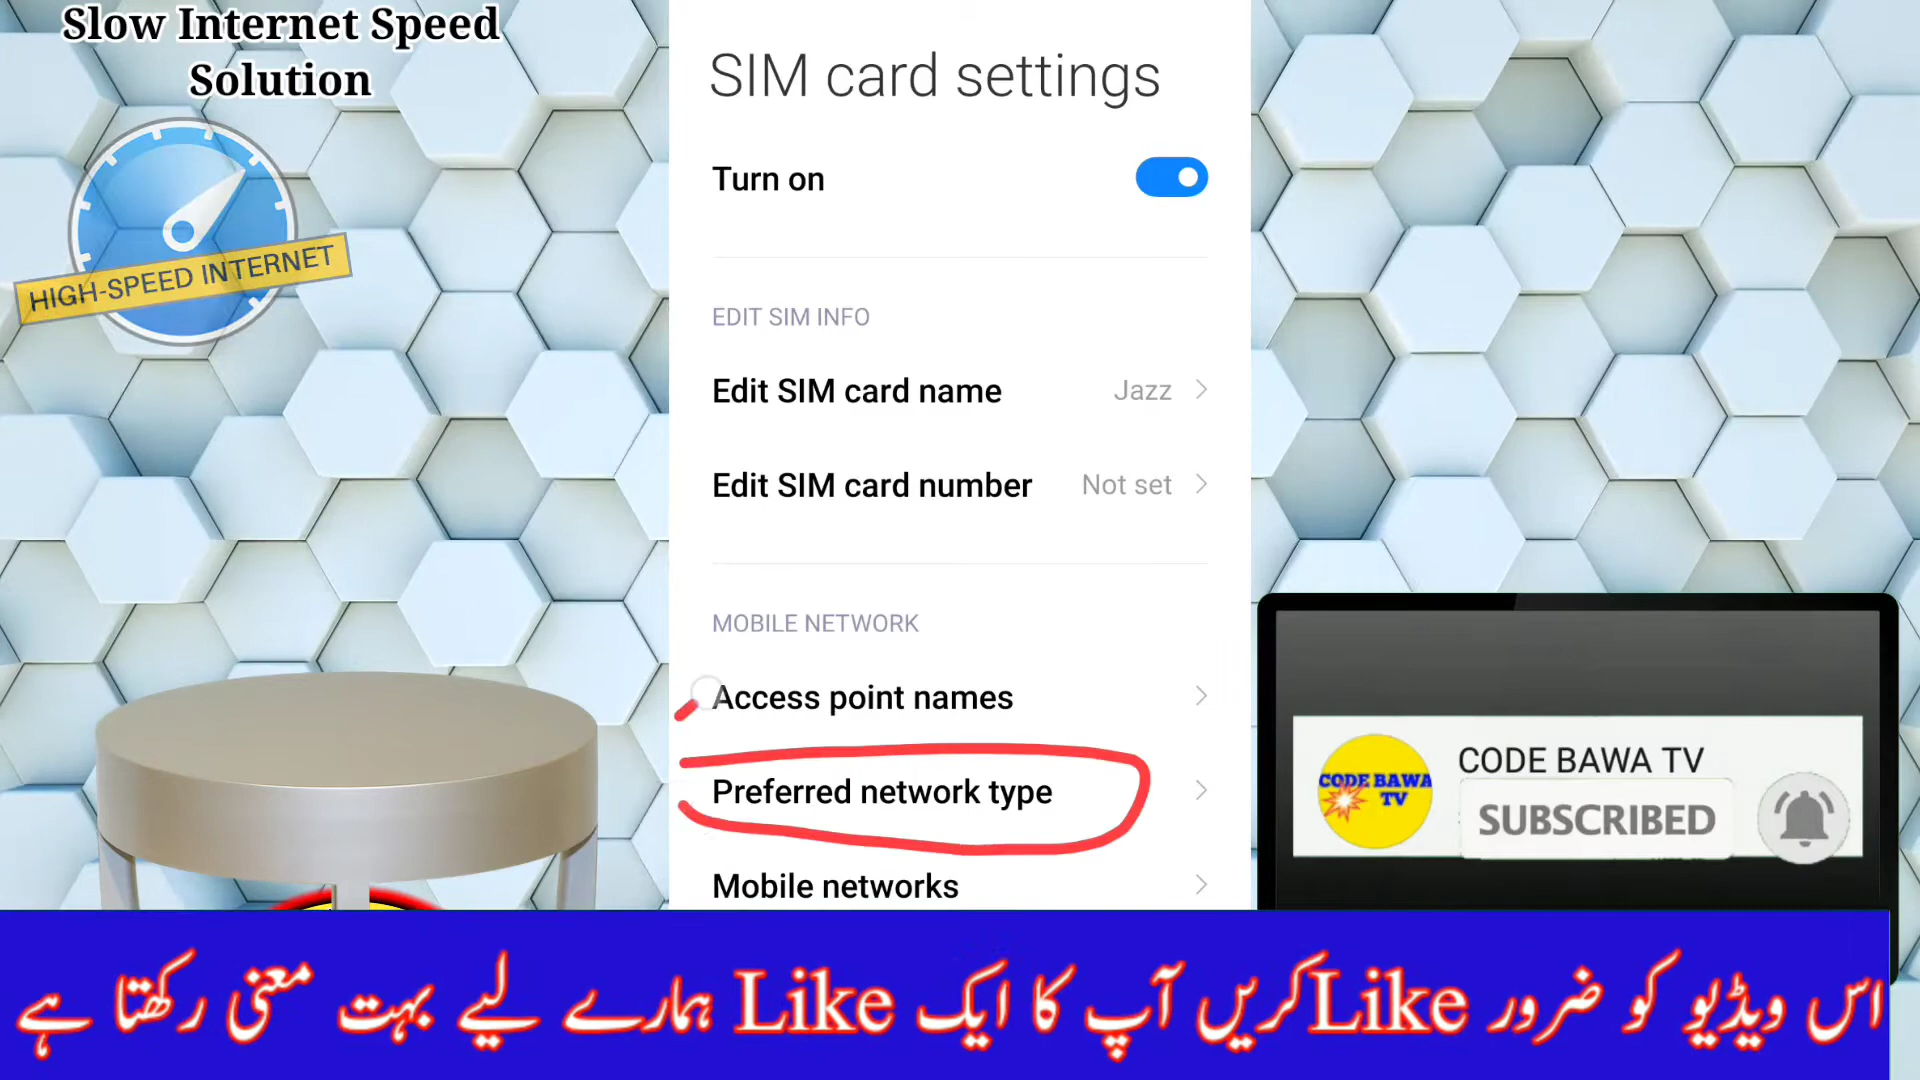 Slow Internet Speed
Solution
HIGH-SPEED INTERNET
SIM card settings
Turn on
EDIT SIM INFO
Edit SIM card name Jazz
Edit SIM card number Not set
MOBILE NETWORK
Access point names
Preferred network type
Mobile networks
CODE BAWA TV
CODE BAWA
TV
SUBSCRIBED
اس ویڈیو کو ضرور Like کریں آپ کا ایک Like ہمارے لیے بہت معنی رکھتا ہے